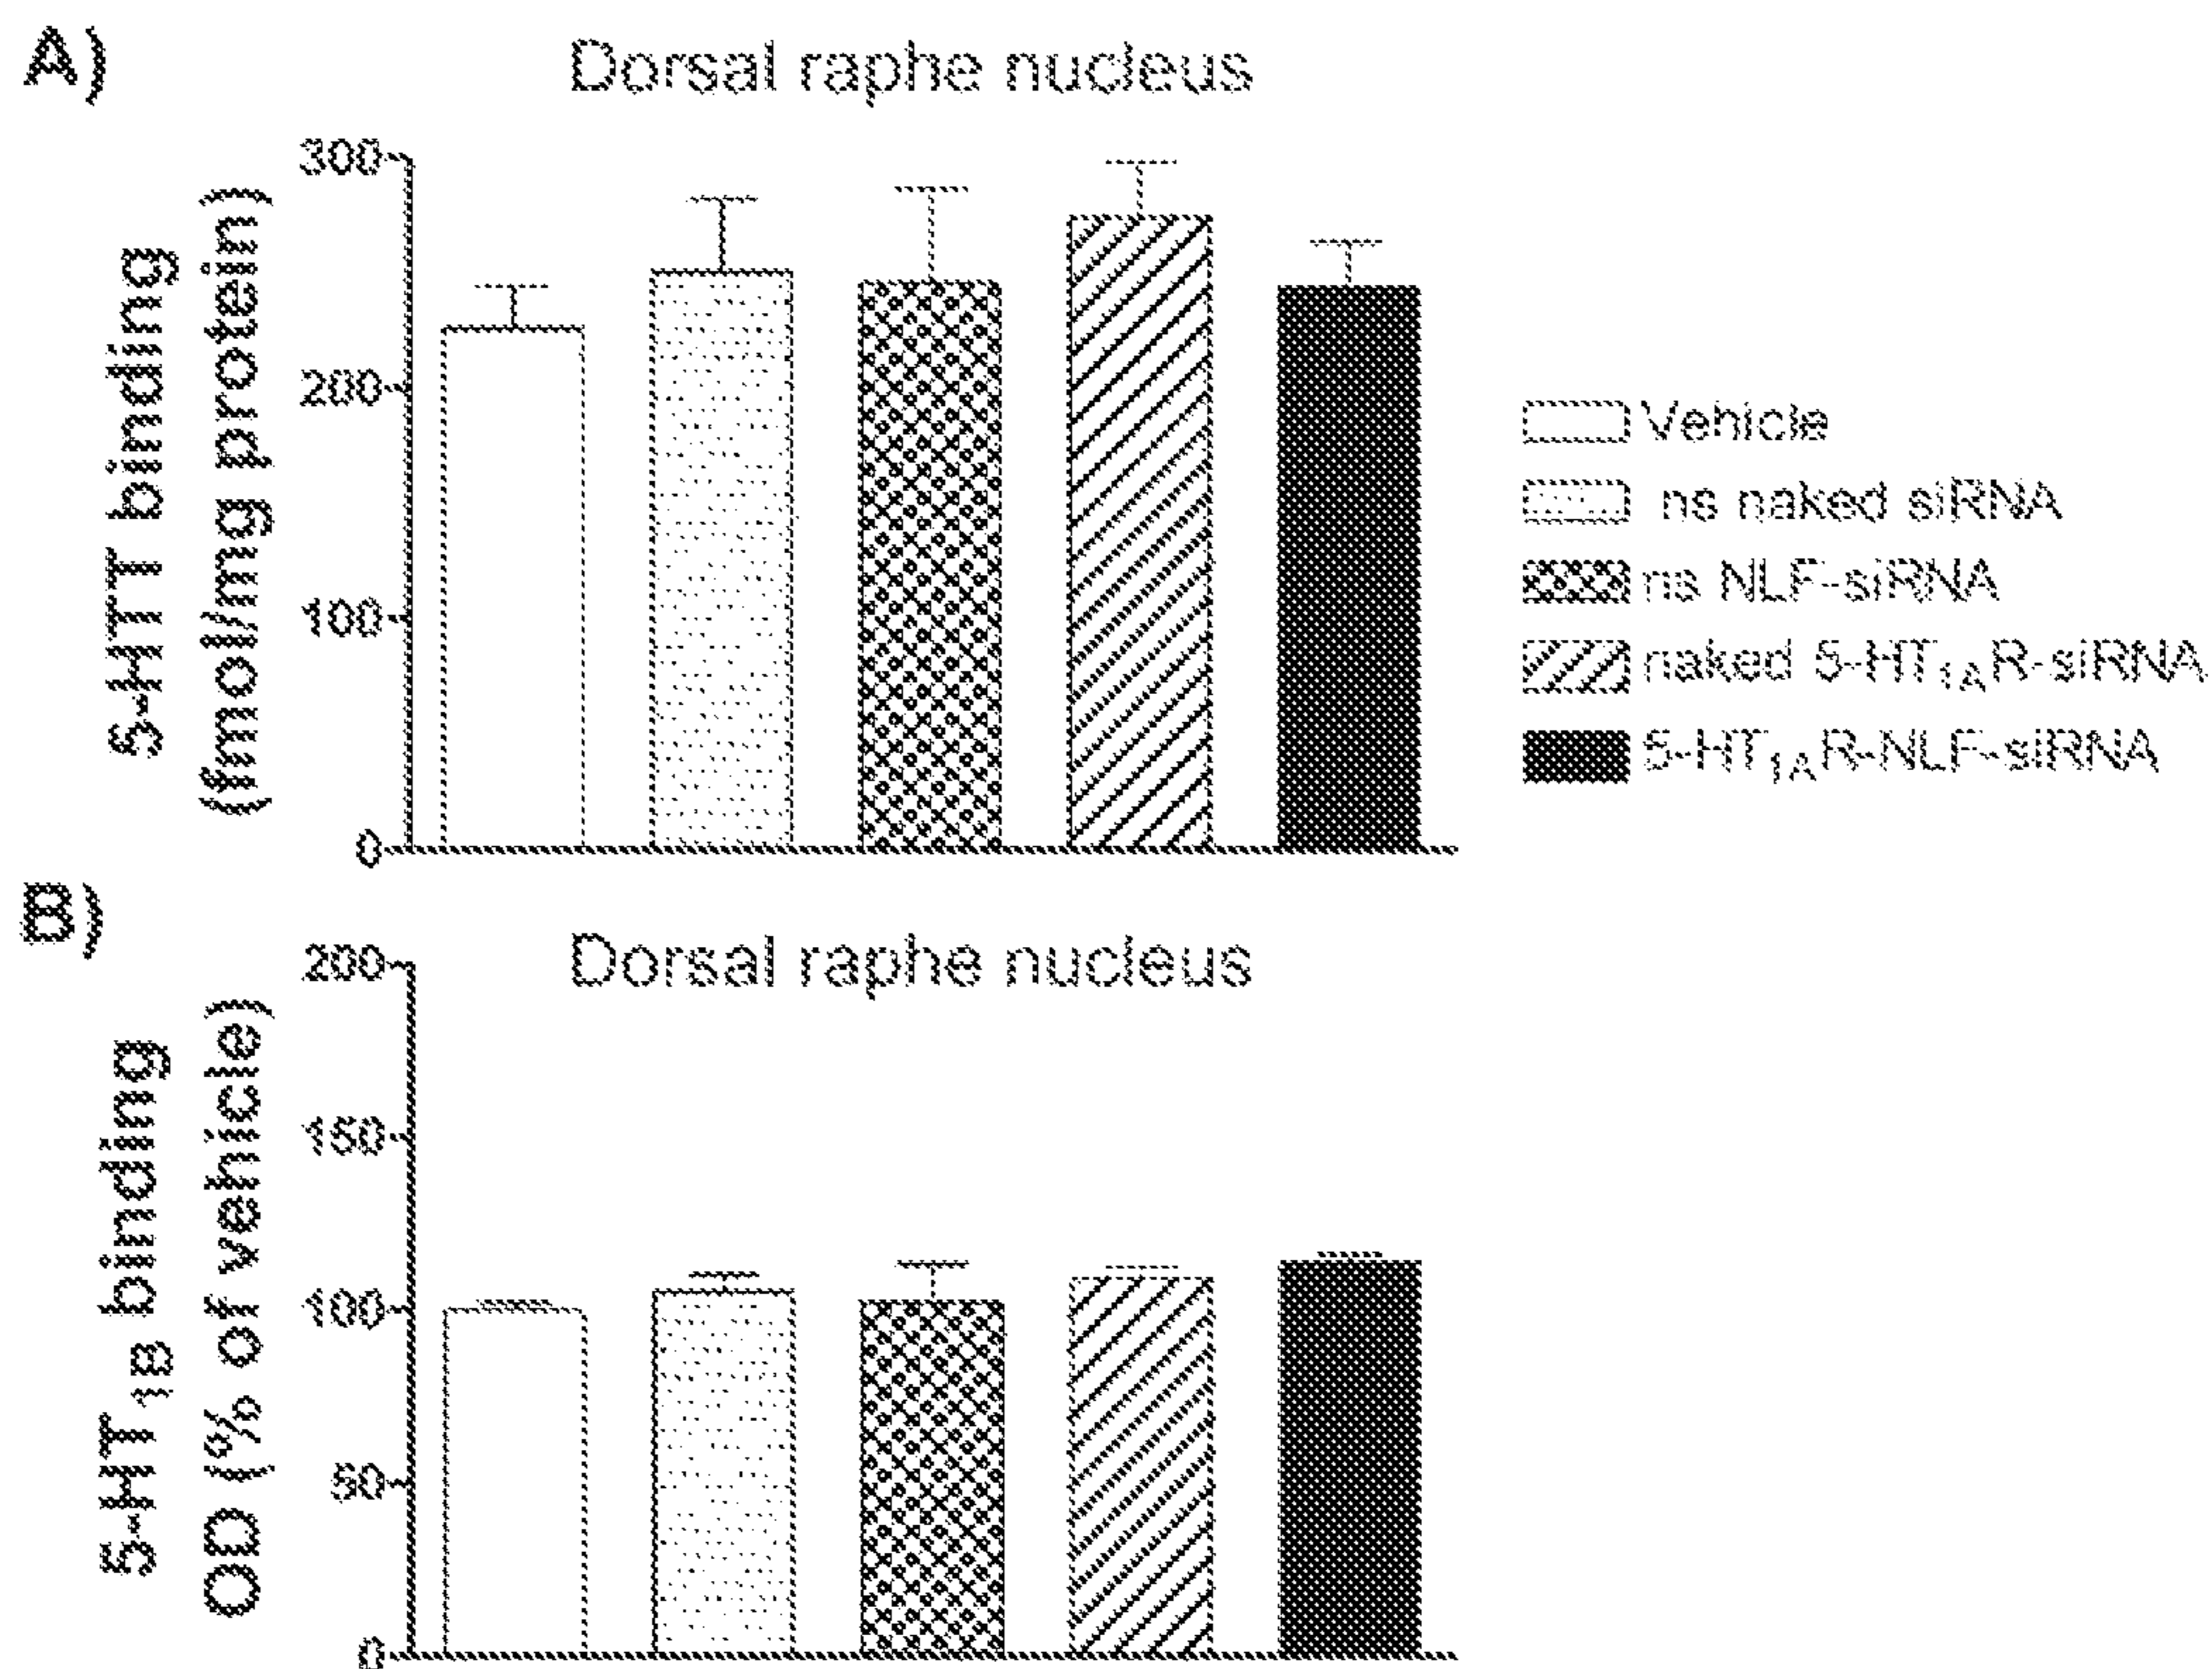 A)
Dorsal raphe nucleus
5-HTT binding
(fmol/mg protein)
300
200
100
0
Vehicle
ns naked siRNA
ns NLF-siRNA
naked 5-HT1AR-siRNA
5-HT1AR-NLF-siRNA
B)
Dorsal raphe nucleus
5-HT1B binding
OD (% of vehicle)
200
150
100
50
0